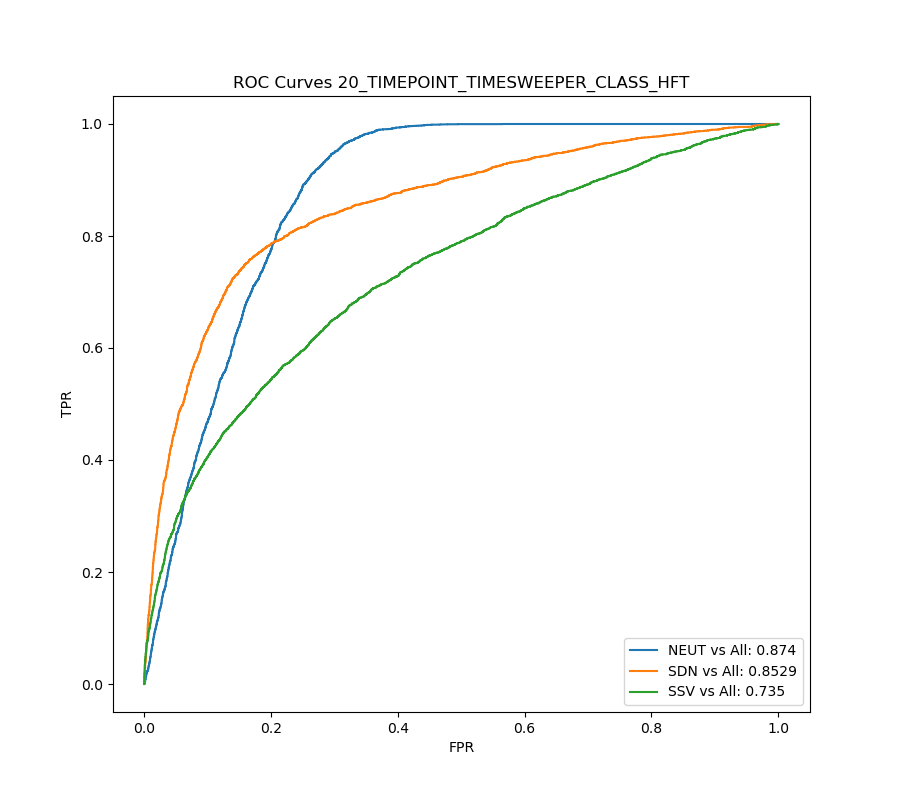 ROC Curves 20_TIMEPOINT_TIMESWEEPER_CLASS_HFT
1.0
0.8
0.6
0.4
0.2
0.0
TPR
NEUT vs All: 0.874
SDN vs All: 0.8529
SSV vs All: 0.735
0.0 0.2 0.4 0.6 0.8 1.0
FPR